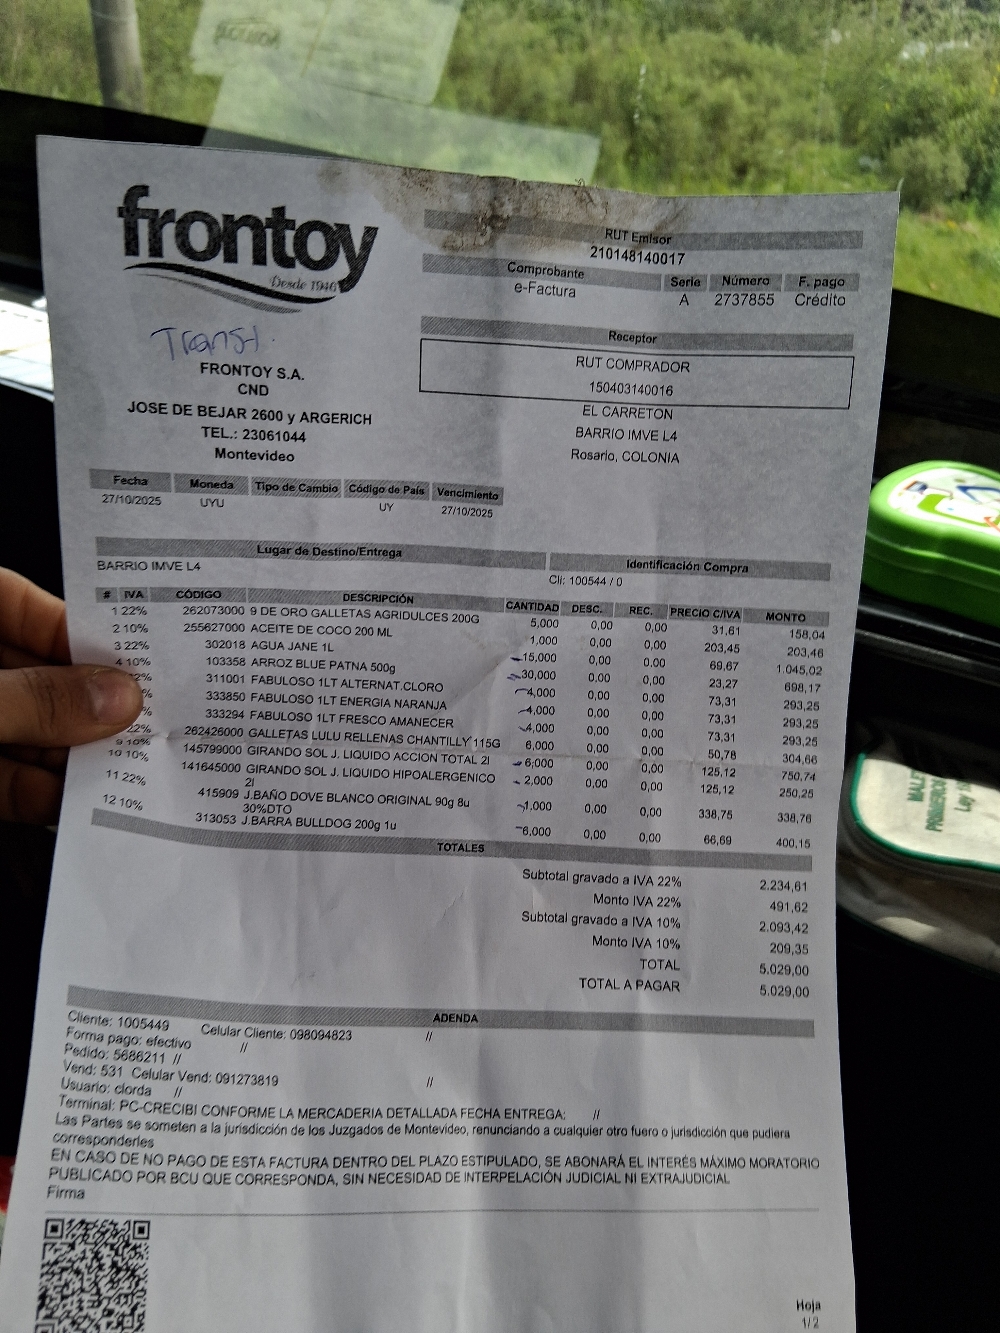 frontoy
Desde 1946
Transf.
FRONTOY S.A.
CND
JOSE DE BEJAR 2600 y ARGERICH
TEL.: 23061044
Montevideo
RUT Emisor
210148140017
Comprobante Serie Número F. pago
e-Factura A 2737855 Crédito
Receptor
RUT COMPRADOR
150403140016
EL CARRETON
BARRIO IMVE L4
Rosario, COLONIA
Fecha Moneda Tipo de Cambio Código de País Vencimiento
27/10/2025 UYU UY 27/10/2025
Lugar de Destino/Entrega Identificación Compra
BARRIO IMVE L4 Cli: 100544 / 0
# IVA CÓDIGO DESCRIPCIÓN CANTIDAD DESC. REC. PRECIO C/IVA MONTO
1 22% 262073000 9 DE ORO GALLETAS AGRIDULCES 200G 5,000 0,00 0,00 31,61 158,04
2 10% 255627000 ACEITE DE COCO 200 ML 1,000 0,00 0,00 203,45 203,46
3 22% 302018 AGUA JANE 1L 15,000 0,00 0,00 69,67 1.045,02
4 10% 103358 ARROZ BLUE PATNA 500g 30,000 0,00 0,00 23,27 698,17
2% 311001 FABULOSO 1LT ALTERNAT.CLORO 4,000 0,00 0,00 73,31 293,25
% 333850 FABULOSO 1LT ENERGIA NARANJA 4,000 0,00 0,00 73,31 293,25
% 333294 FABULOSO 1LT FRESCO AMANECER 4,000 0,00 0,00 73,31 293,25
22% 262426000 GALLETAS LULU RELLENAS CHANTILLY 115G 6,000 0,00 0,00 50,78 304,66
9 10% 145799000 GIRANDO SOL J. LIQUIDO ACCION TOTAL 2l 6,000 0,00 0,00 125,12 750,74
10 10% 141645000 GIRANDO SOL J. LIQUIDO HIPOALERGENICO 2,000 0,00 0,00 125,12 250,25
2l
11 22% 415909 J.BAÑO DOVE BLANCO ORIGINAL 90g 8u 1,000 0,00 0,00 338,75 338,76
30%DTO
12 10% 313053 J.BARRA BULLDOG 200g 1u 6,000 0,00 0,00 66,69 400,15
TOTALES
Subtotal gravado a IVA 22% 2.234,61
Monto IVA 22% 491,62
Subtotal gravado a IVA 10% 2.093,42
Monto IVA 10% 209,35
TOTAL 5.029,00
TOTAL A PAGAR 5.029,00
ADENDA
Cliente: 1005449 Celular Cliente: 098094823 //
Forma pago: efectivo //
Pedido: 5686211 //
Vend: 531 Celular Vend: 091273819 //
Usuario: clorda //
Terminal: PC-CRECIBI CONFORME LA MERCADERIA DETALLADA FECHA ENTREGA: //
Las Partes se someten a la jurisdicción de los Juzgados de Montevideo, renunciando a cualquier otro fuero o jurisdicción que pudiera
corresponderles
EN CASO DE NO PAGO DE ESTA FACTURA DENTRO DEL PLAZO ESTIPULADO, SE ABONARÁ EL INTERÉS MÁXIMO MORATORIO
PUBLICADO POR BCU QUE CORRESPONDA, SIN NECESIDAD DE INTERPELACIÓN JUDICIAL NI EXTRAJUDICIAL
Firma
Hoja
1/2